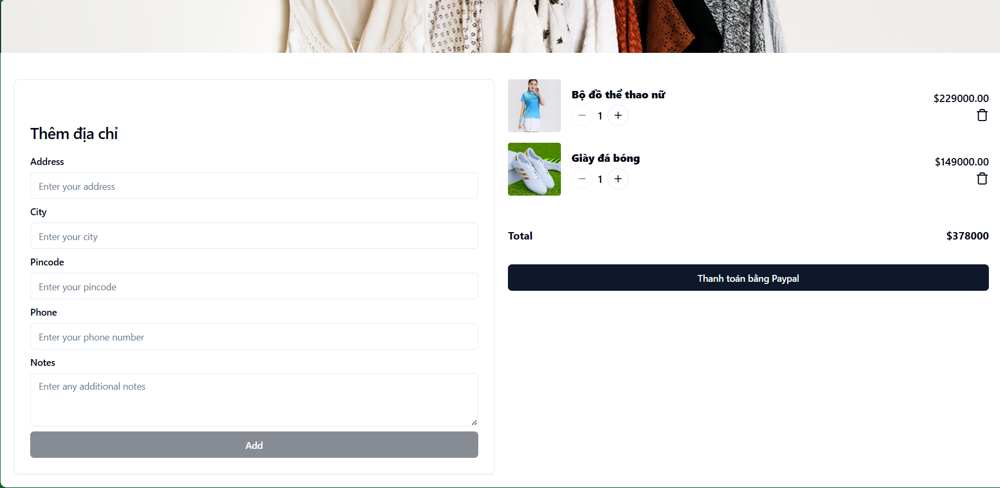 Thêm địa chỉ
Address
Enter your address
City
Enter your city
Pincode
Enter your pincode
Phone
Enter your phone number
Notes
Enter any additional notes
Add
Bộ đồ thể thao nữ
1
$229000.00
Giày đá bóng
1
$149000.00
Total
$378000
Thanh toán bằng Paypal